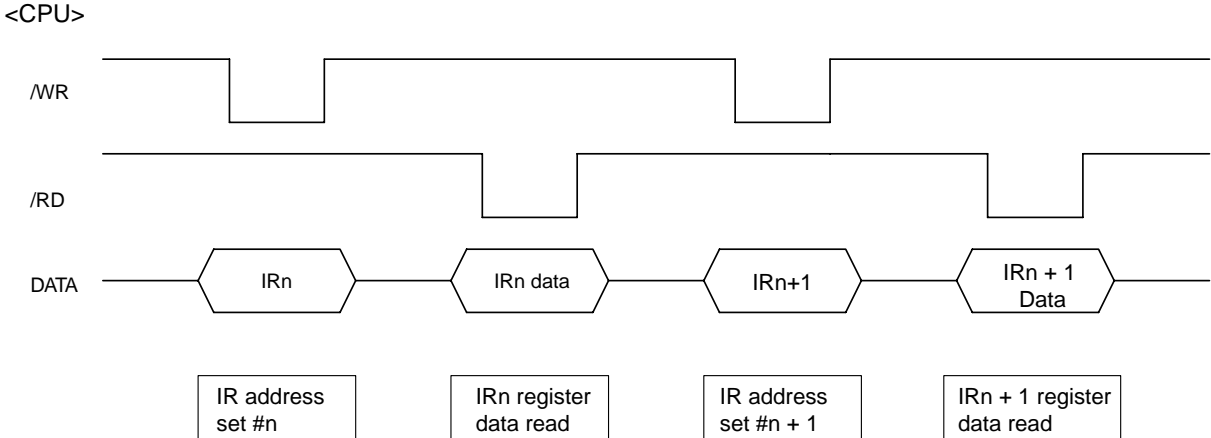 <CPU>
/WR
/RD
DATA
IRn
IRn data
IRn+1
IRn + 1
Data
IR address
set #n
IRn register
data read
IR address
set #n + 1
IRn + 1 register
data read